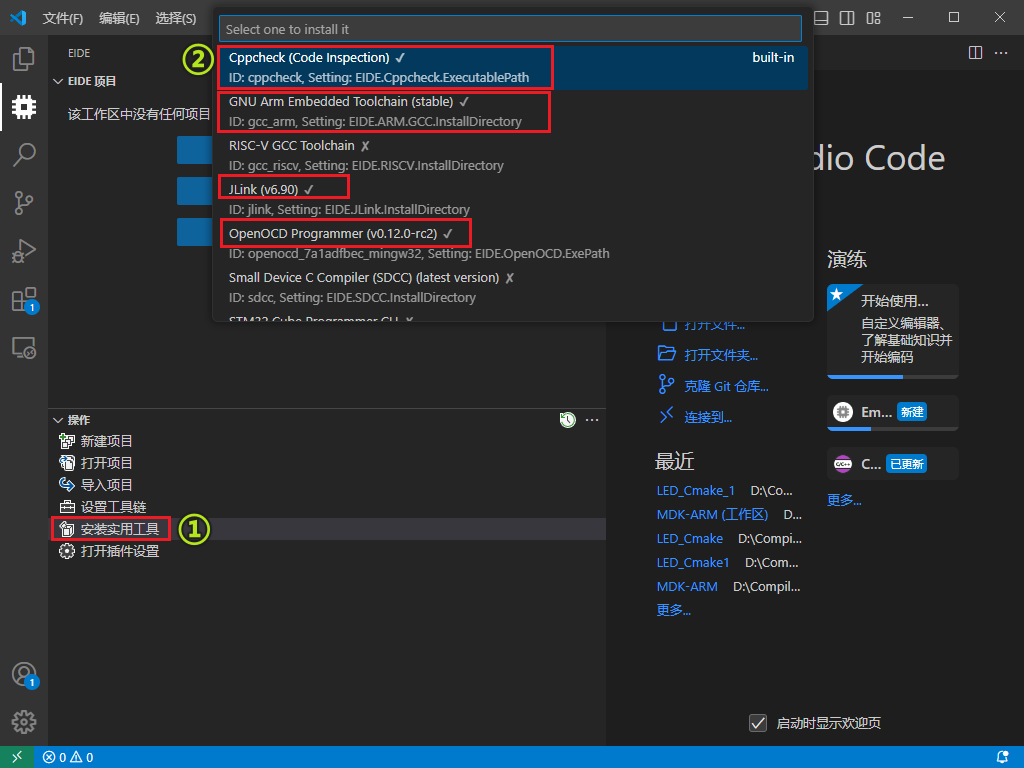 文件(F) 编辑(E) 选择(S)
Select one to install it
②
Cppcheck (Code Inspection) ✓ built-in
ID: cppcheck, Setting: EIDE.Cppcheck.ExecutablePath
GNU Arm Embedded Toolchain (stable) ✓
ID: gcc_arm, Setting: EIDE.ARM.GCC.InstallDirectory
RISC-V GCC Toolchain ✗
ID: gcc_riscv, Setting: EIDE.RISCV.InstallDirectory
JLink (v6.90) ✓
ID: jlink, Setting: EIDE.JLink.InstallDirectory
OpenOCD Programmer (v0.12.0-rc2) ✓
ID: openocd_7a1adfbec_mingw32, Setting: EIDE.OpenOCD.ExePath
Small Device C Compiler (SDCC) (latest version) ✗
ID: sdcc, Setting: EIDE.SDCC.InstallDirectory
STM32 Cube Programmer CLI ✗
EIDE
EIDE 项目
该工作区中没有任何项目
1
操作
新建项目
打开项目
导入项目
设置工具链
安装实用工具 ①
打开插件设置
dio Code
打开文件...
打开文件夹...
克隆 Git 仓库...
连接到...
最近
LED_Cmake_1 D:\Co...
MDK-ARM (工作区) D...
LED_Cmake D:\Compi...
LED_Cmake1 D:\Com...
MDK-ARM D:\Compil...
更多...
演练
开始使用...
自定义编辑器、
了解基础知识并
开始编码
Em... 新建
C/C++ C... 已更新
更多...
1
启动时显示欢迎页
0 0